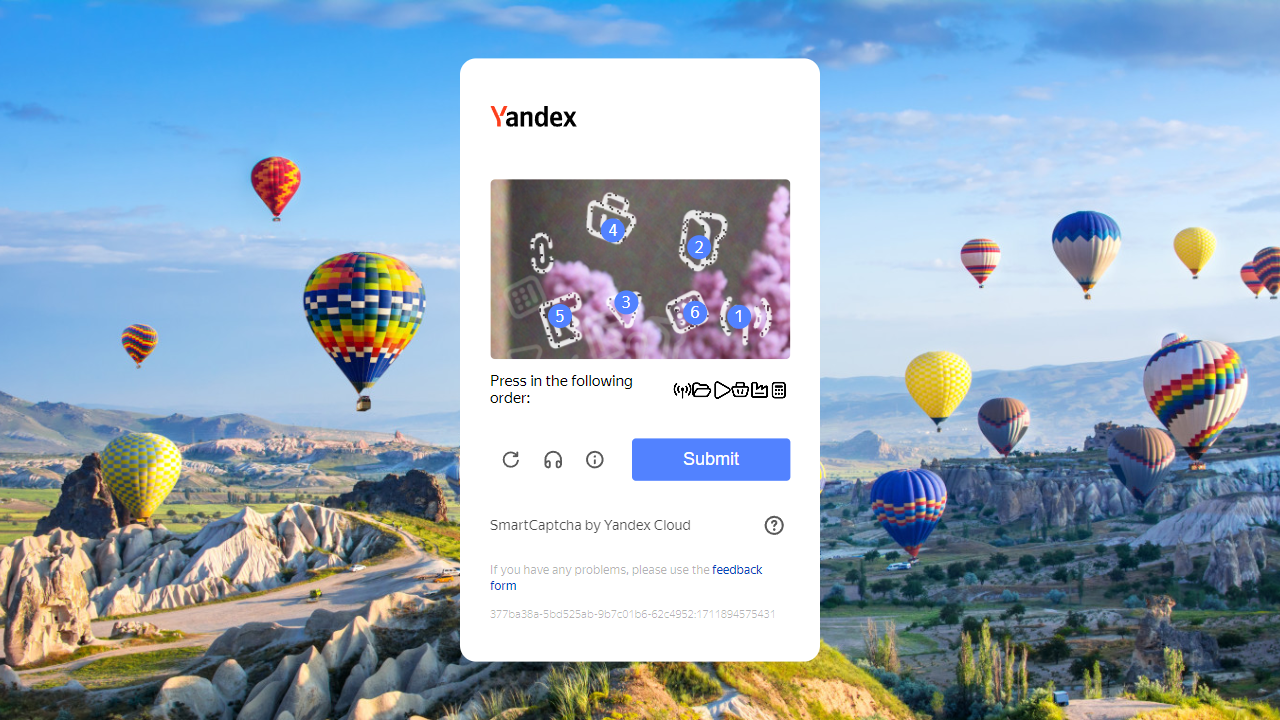 Yandex
4
2
3
5
6
1
Press in the following
order:
Submit
SmartCaptcha by Yandex Cloud
If you have any problems, please use the feedback
form
377ba38a-5bd525ab-9b7c01b6-62c4952:1711894575431